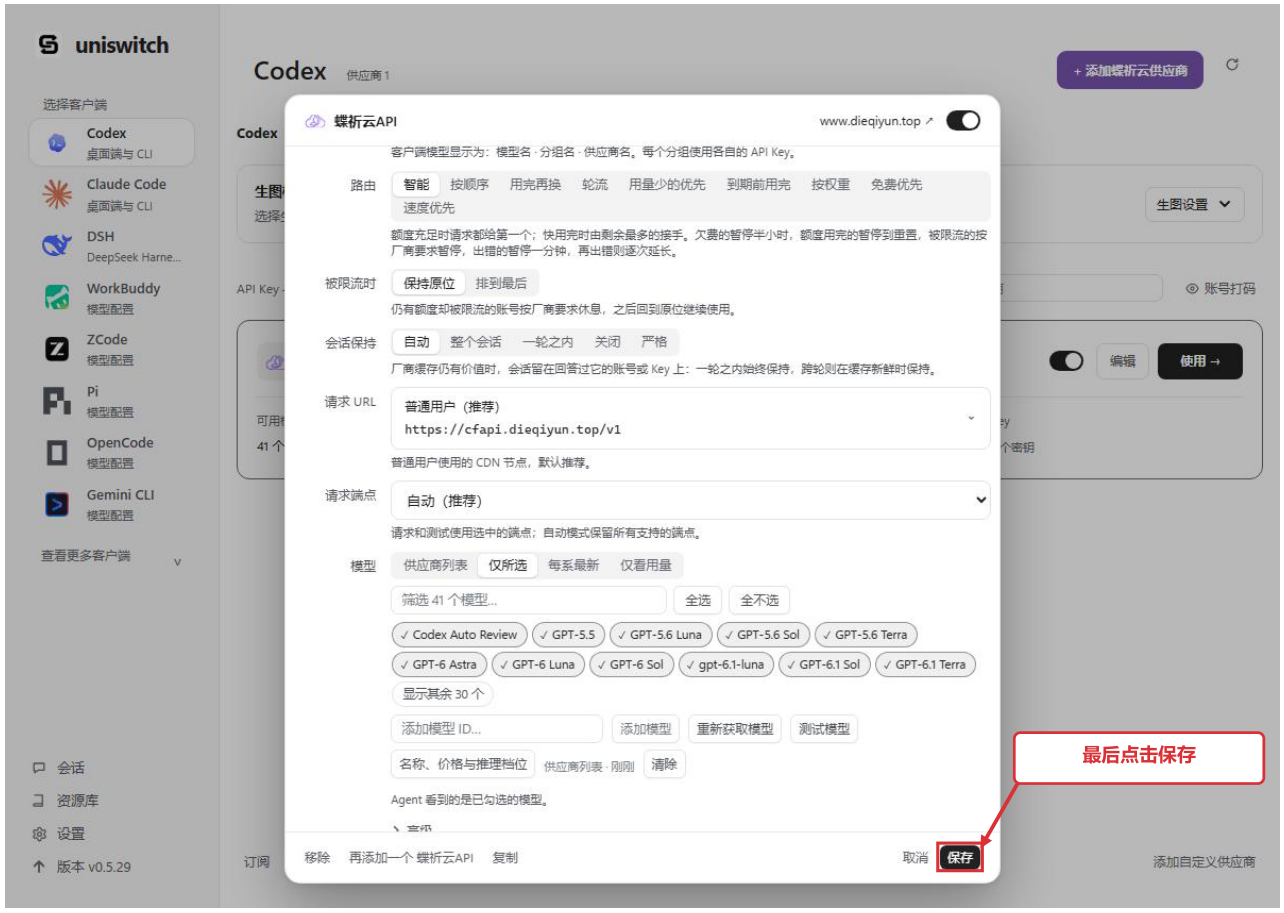 uniswitch
选择客户端
Codex
桌面端与 CLI
Claude Code
桌面端与 CLI
DSH
DeepSeek Harne...
WorkBuddy
模型配置
ZCode
模型配置
Pi
模型配置
OpenCode
模型配置
Gemini CLI
模型配置
查看更多客户端
会话
资源库
设置
版本 v0.5.29
Codex 供应商 1
+ 添加蝶祈云供应商
Codex
选择
生图设置
API Key
账号打码
编辑
使用 →
41 个
个密钥
订阅
添加自定义供应商
蝶祈云API
www.dieqiyun.top ↗
客户端模型显示为：模型名 · 分组名 · 供应商名。每个分组使用各自的 API Key。
路由
智能 按顺序 用完再换 轮流 用量少的优先 到期前用完 按权重 免费优先
速度优先
额度充足时请求都给第一个；快用完时由剩余最多的接手。欠费的暂停半小时，额度用完的暂停到重置，被限流的按
厂商要求暂停，出错的暂停一分钟，再出错则逐次延长。
被限流时
保持原位 排到最后
仍有额度却被限流的账号按厂商要求休息，之后回到原位继续使用。
会话保持
自动 整个会话 一轮之内 关闭 严格
厂商缓存仍有价值时，会话留在回答过它的账号或 Key 上：一轮之内始终保持，跨轮则在缓存新鲜时保持。
请求 URL
普通用户（推荐）
https://cfapi.dieqiyun.top/v1
普通用户使用的 CDN 节点，默认推荐。
请求端点
自动（推荐）
请求和测试使用选中的端点；自动模式保留所有支持的端点。
模型
供应商列表 仅所选 每系最新 仅看用量
筛选 41 个模型... 全选 全不选
✓ Codex Auto Review ✓ GPT-5.5 ✓ GPT-5.6 Luna ✓ GPT-5.6 Sol ✓ GPT-5.6 Terra
✓ GPT-6 Astra ✓ GPT-6 Luna ✓ GPT-6 Sol ✓ gpt-6.1-luna ✓ GPT-6.1 Sol ✓ GPT-6.1 Terra
显示其余 30 个
添加模型 ID... 添加模型 重新获取模型 测试模型
名称、价格与推理档位 供应商列表 · 刚刚 清除
Agent 看到的是已勾选的模型。
高级
移除 再添加一个 蝶祈云API 复制 取消 保存
最后点击保存